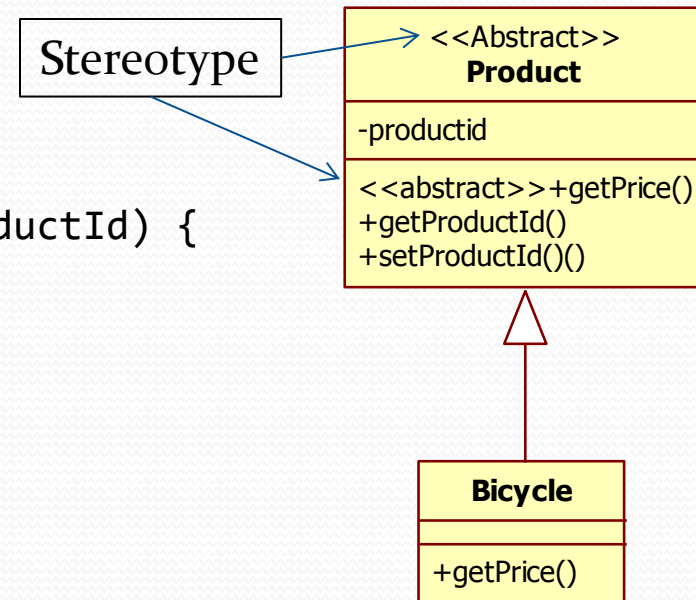 Stereotype
<<Abstract>>
Product
-productid
<<abstract>>+getPrice()
+getProductId()
+setProductId()()
ductId) {
Bicycle
+getPrice()